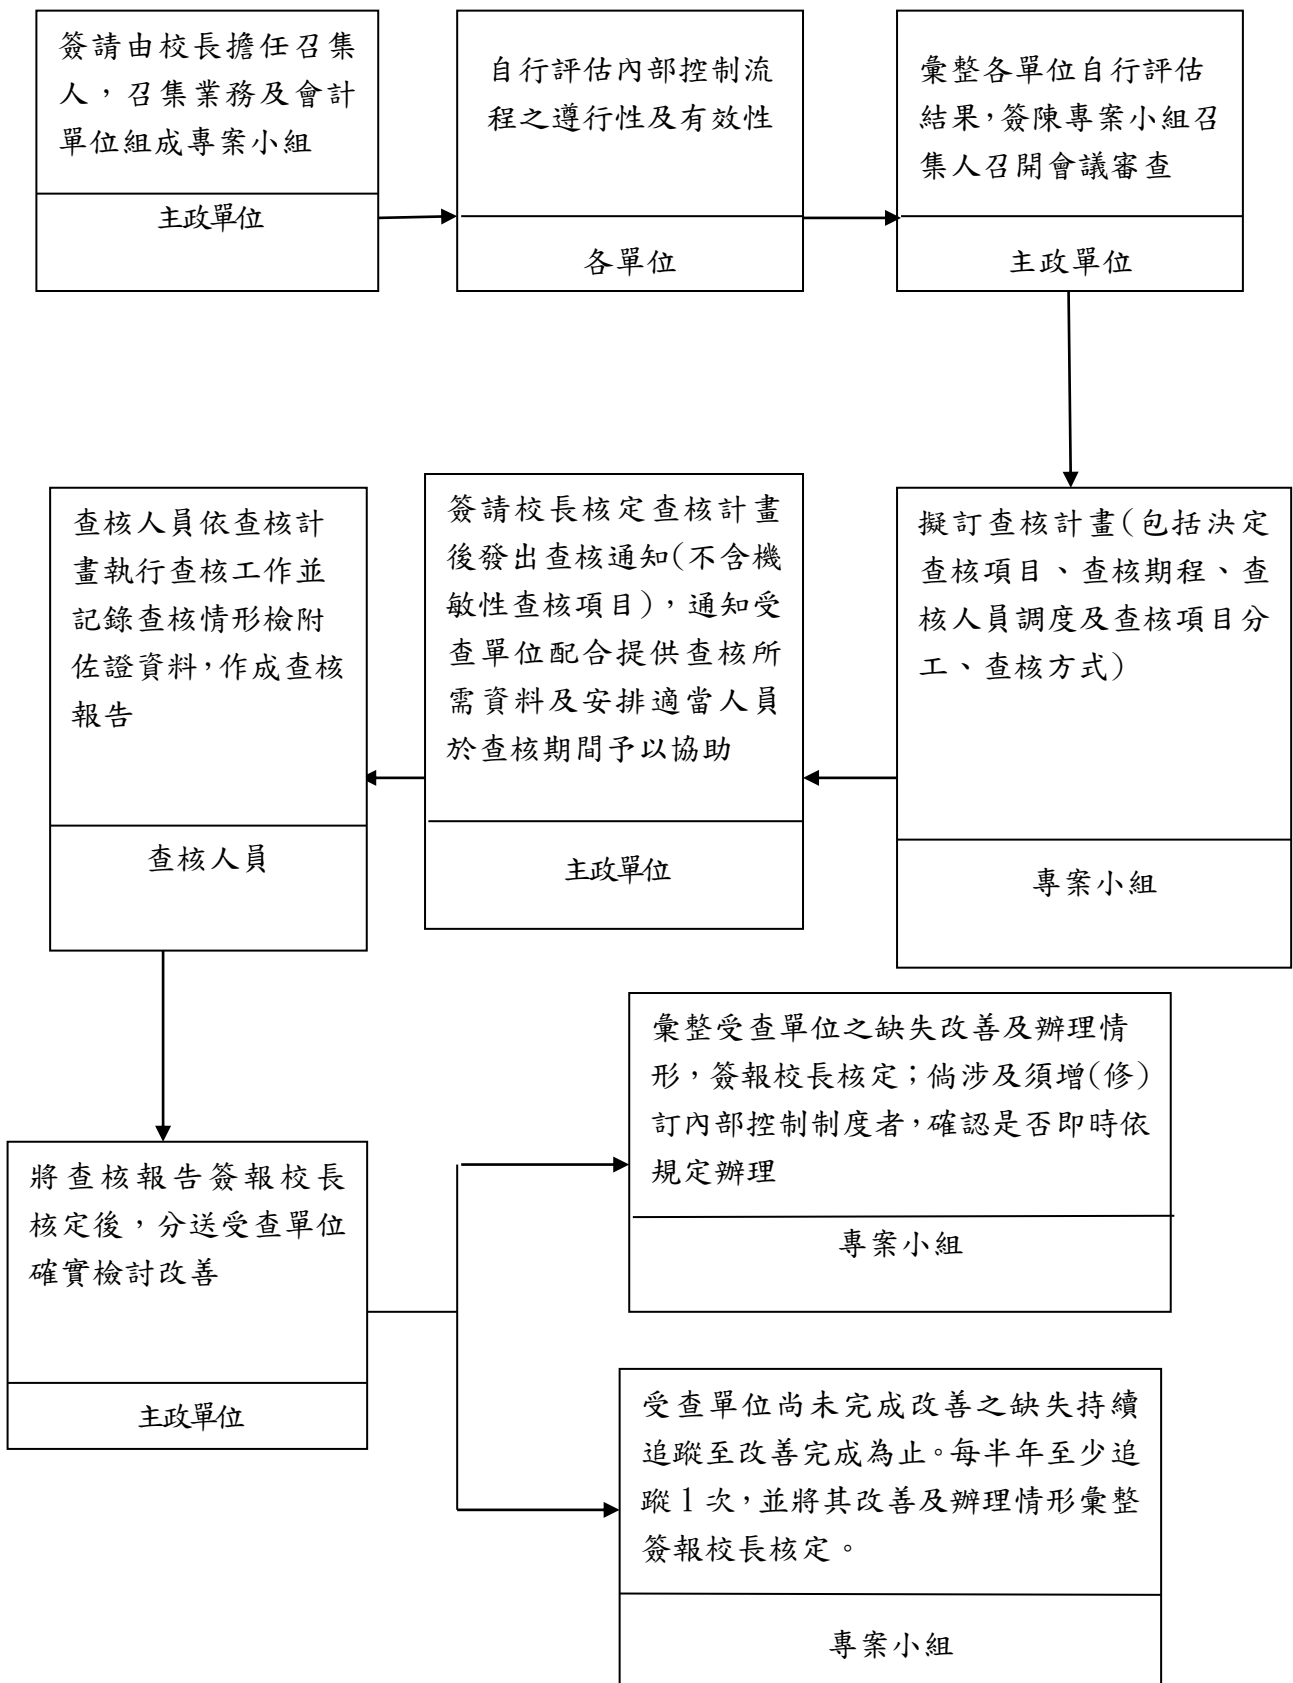 簽請由校長擔任召集
人，召集業務及會計
單位組成專案小組
主政單位
自行評估內部控制流
程之遵行性及有效性
各單位
彙整各單位自行評估
結果，簽陳專案小組召
集人召開會議審查
主政單位
擬訂查核計畫(包括決定
查核項目、查核期程、查
核人員調度及查核項目分
工、查核方式)
專案小組
簽請校長核定查核計畫
後發出查核通知(不含機
敏性查核項目)，通知受
查單位配合提供查核所
需資料及安排適當人員
於查核期間予以協助
主政單位
查核人員依查核計
畫執行查核工作並
記錄查核情形檢附
佐證資料，作成查核
報告
查核人員
將查核報告簽報校長
核定後，分送受查單位
確實檢討改善
主政單位
彙整受查單位之缺失改善及辦理情
形，簽報校長核定；倘涉及須增(修)
訂內部控制制度者，確認是否即時依
規定辦理
專案小組
受查單位尚未完成改善之缺失持續
追蹤至改善完成為止。每半年至少追
蹤1次，並將其改善及辦理情形彙整
簽報校長核定。
專案小組